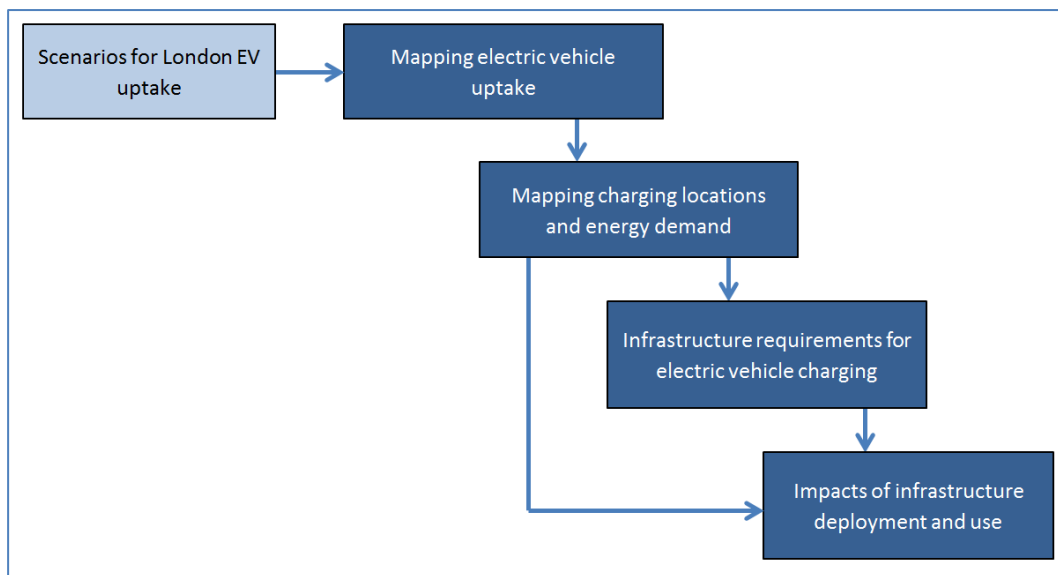 Scenarios for London EV
uptake
Mapping electric vehicle
uptake
Mapping charging locations
and energy demand
Infrastructure requirements for
electric vehicle charging
Impacts of infrastructure
deployment and use